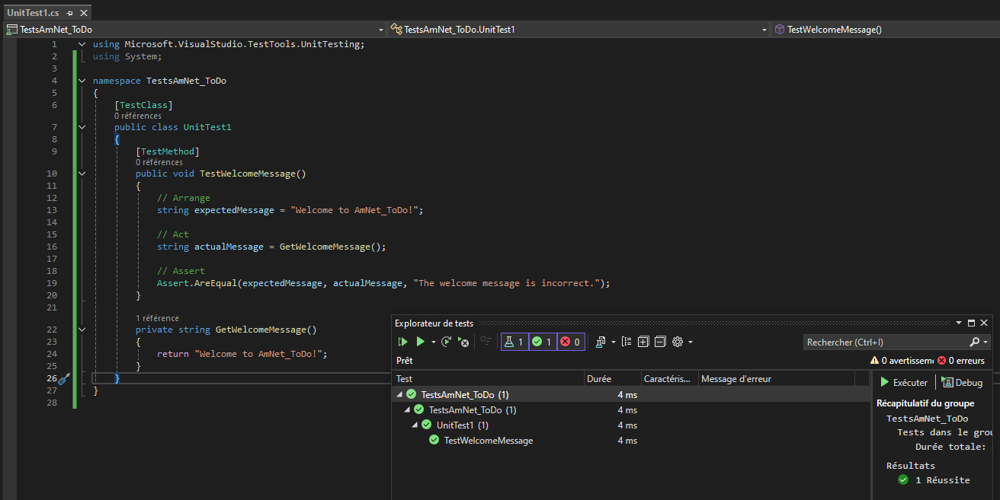 UnitTest1.cs
TestsAmNet_ToDo
TestsAmNet_ToDo.UnitTest1
TestWelcomeMessage()
1 using Microsoft.VisualStudio.TestTools.UnitTesting;
2 using System;
3
4 namespace TestsAmNet_ToDo
5 {
6 [TestClass]
0 références
7 public class UnitTest1
8 {
9 [TestMethod]
0 références
10 public void TestWelcomeMessage()
11 {
12 // Arrange
13 string expectedMessage = "Welcome to AmNet_ToDo!";
14
15 // Act
16 string actualMessage = GetWelcomeMessage();
17
18 // Assert
19 Assert.AreEqual(expectedMessage, actualMessage, "The welcome message is incorrect.");
20 }
21
1 référence
22 private string GetWelcomeMessage()
23 {
24 return "Welcome to AmNet_ToDo!";
25 }
26 }
27 }
28
Explorateur de tests
1 1 0
Rechercher (Ctrl+I)
Prêt
0 avertisseme 0 erreurs
Test Durée Caractéris... Message d'erreur
TestsAmNet_ToDo (1) 4 ms
TestsAmNet_ToDo (1) 4 ms
UnitTest1 (1) 4 ms
TestWelcomeMessage 4 ms
Exécuter Debug
Récapitulatif du groupe
TestsAmNet_ToDo
Tests dans le grou
Durée totale:
Résultats
1 Réussite